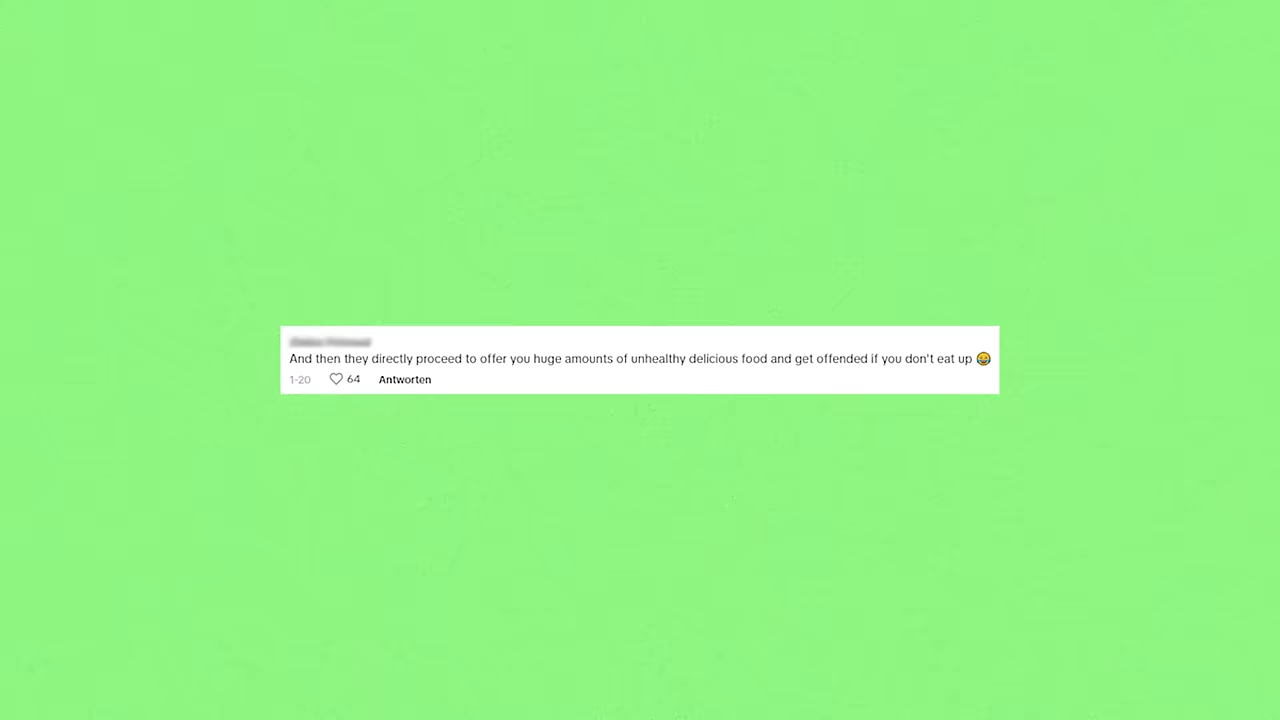 And then they directly proceed to offer you huge amounts of unhealthy delicious food and get offended if you don't eat up 😂
1-20 64 Antworten